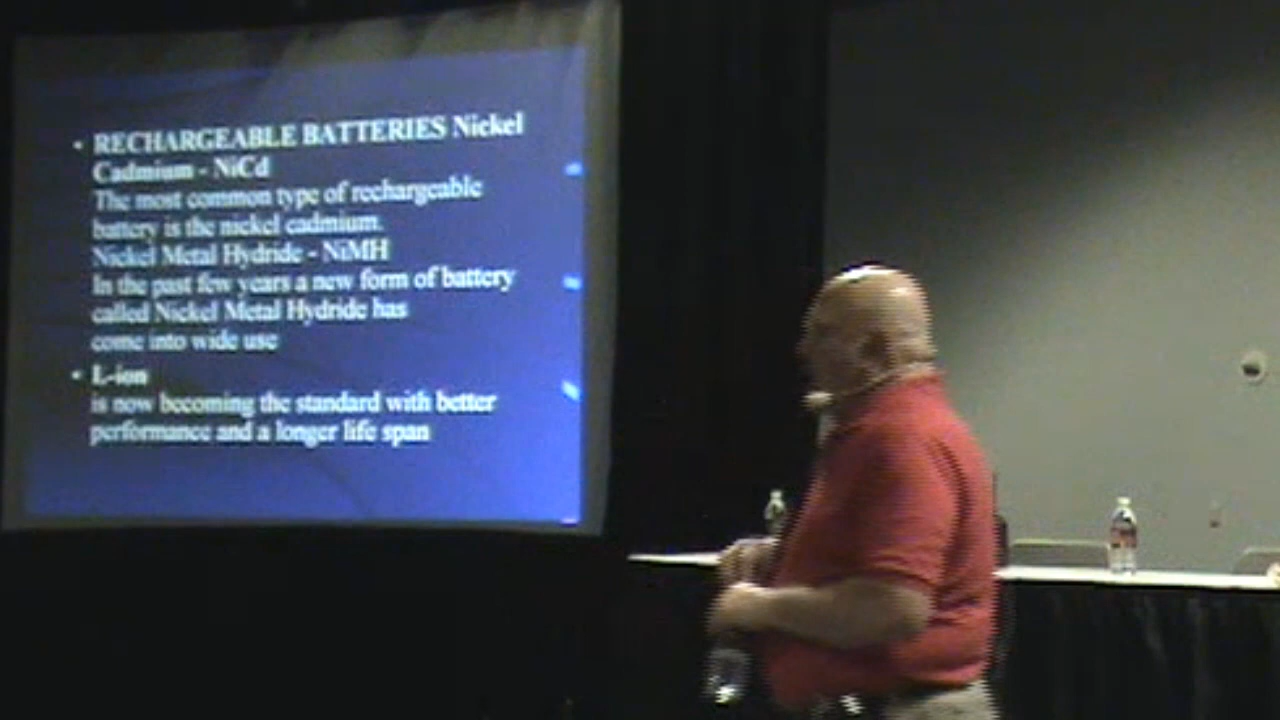 • RECHARGEABLE BATTERIES Nickel
Cadmium - NiCd
The most common type of rechargeable
battery is the nickel cadmium.
Nickel Metal Hydride - NiMH
In the past few years a new form of battery
called Nickel Metal Hydride has
come into wide use
• L-ion
is now becoming the standard with better
performance and a longer life span